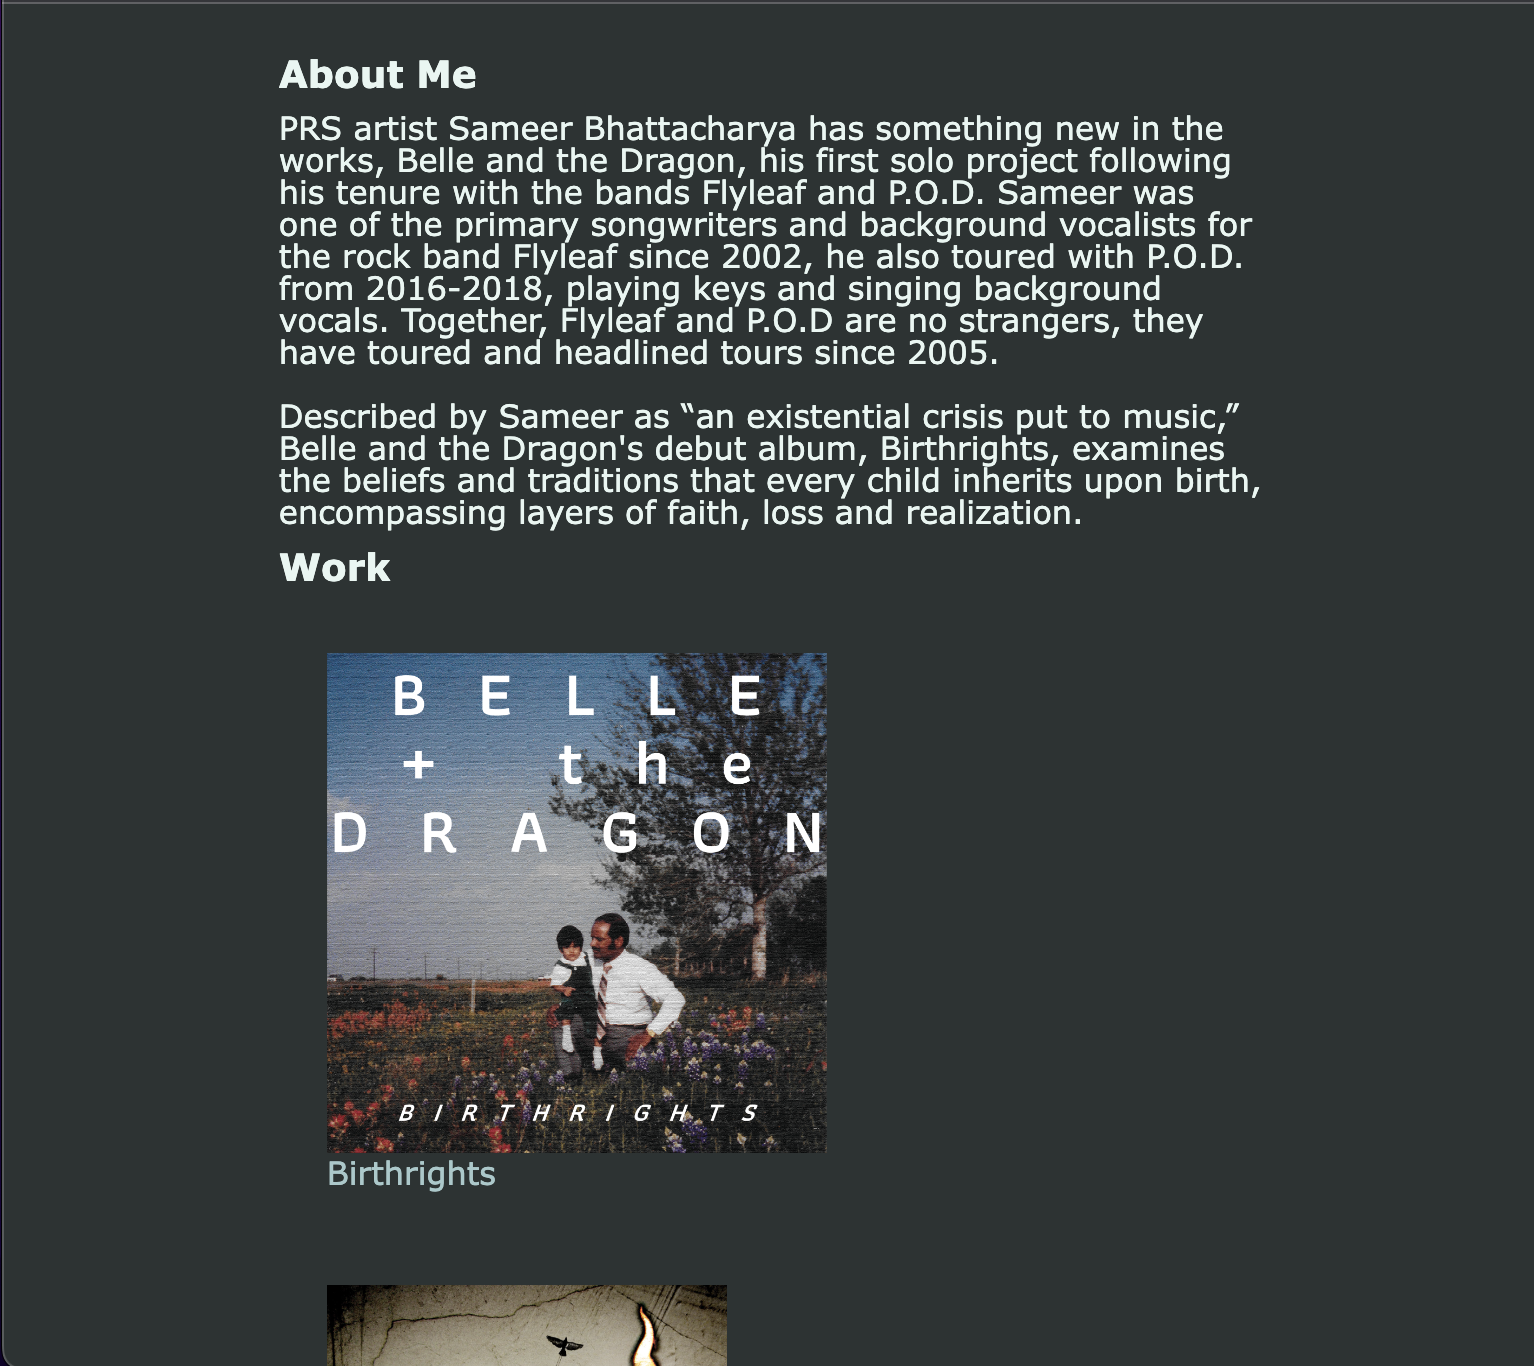 About Me
PRS artist Sameer Bhattacharya has something new in the
works, Belle and the Dragon, his first solo project following
his tenure with the bands Flyleaf and P.O.D. Sameer was
one of the primary songwriters and background vocalists for
the rock band Flyleaf since 2002, he also toured with P.O.D.
from 2016-2018, playing keys and singing background
vocals. Together, Flyleaf and P.O.D are no strangers, they
have toured and headlined tours since 2005.
Described by Sameer as “an existential crisis put to music,”
Belle and the Dragon's debut album, Birthrights, examines
the beliefs and traditions that every child inherits upon birth,
encompassing layers of faith, loss and realization.
Work
BELLE
+ the
DRAGON
BIRTHRIGHTS
Birthrights